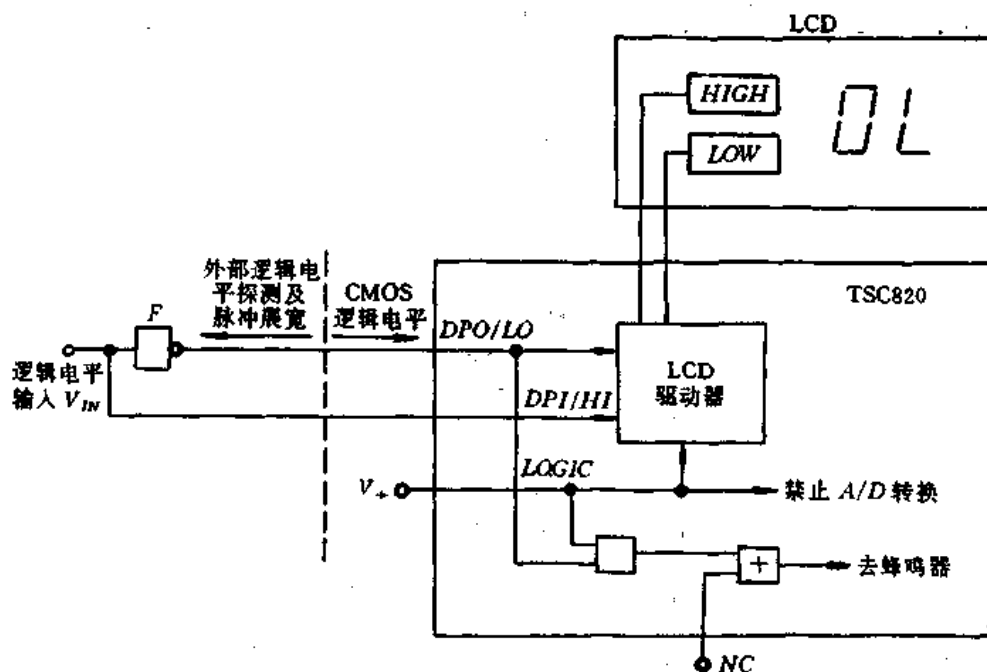 LCD
HIGH
OL
LOW
外部逻辑电
平探测及
脉冲展宽
CMOS
逻辑电平
TSC820
F
DPO/LO
LCD
驱动器
逻辑电平
输入 VIN
DPI/HI
LOGIC
V+
禁止 A/D 转换
+
去蜂鸣器
NC